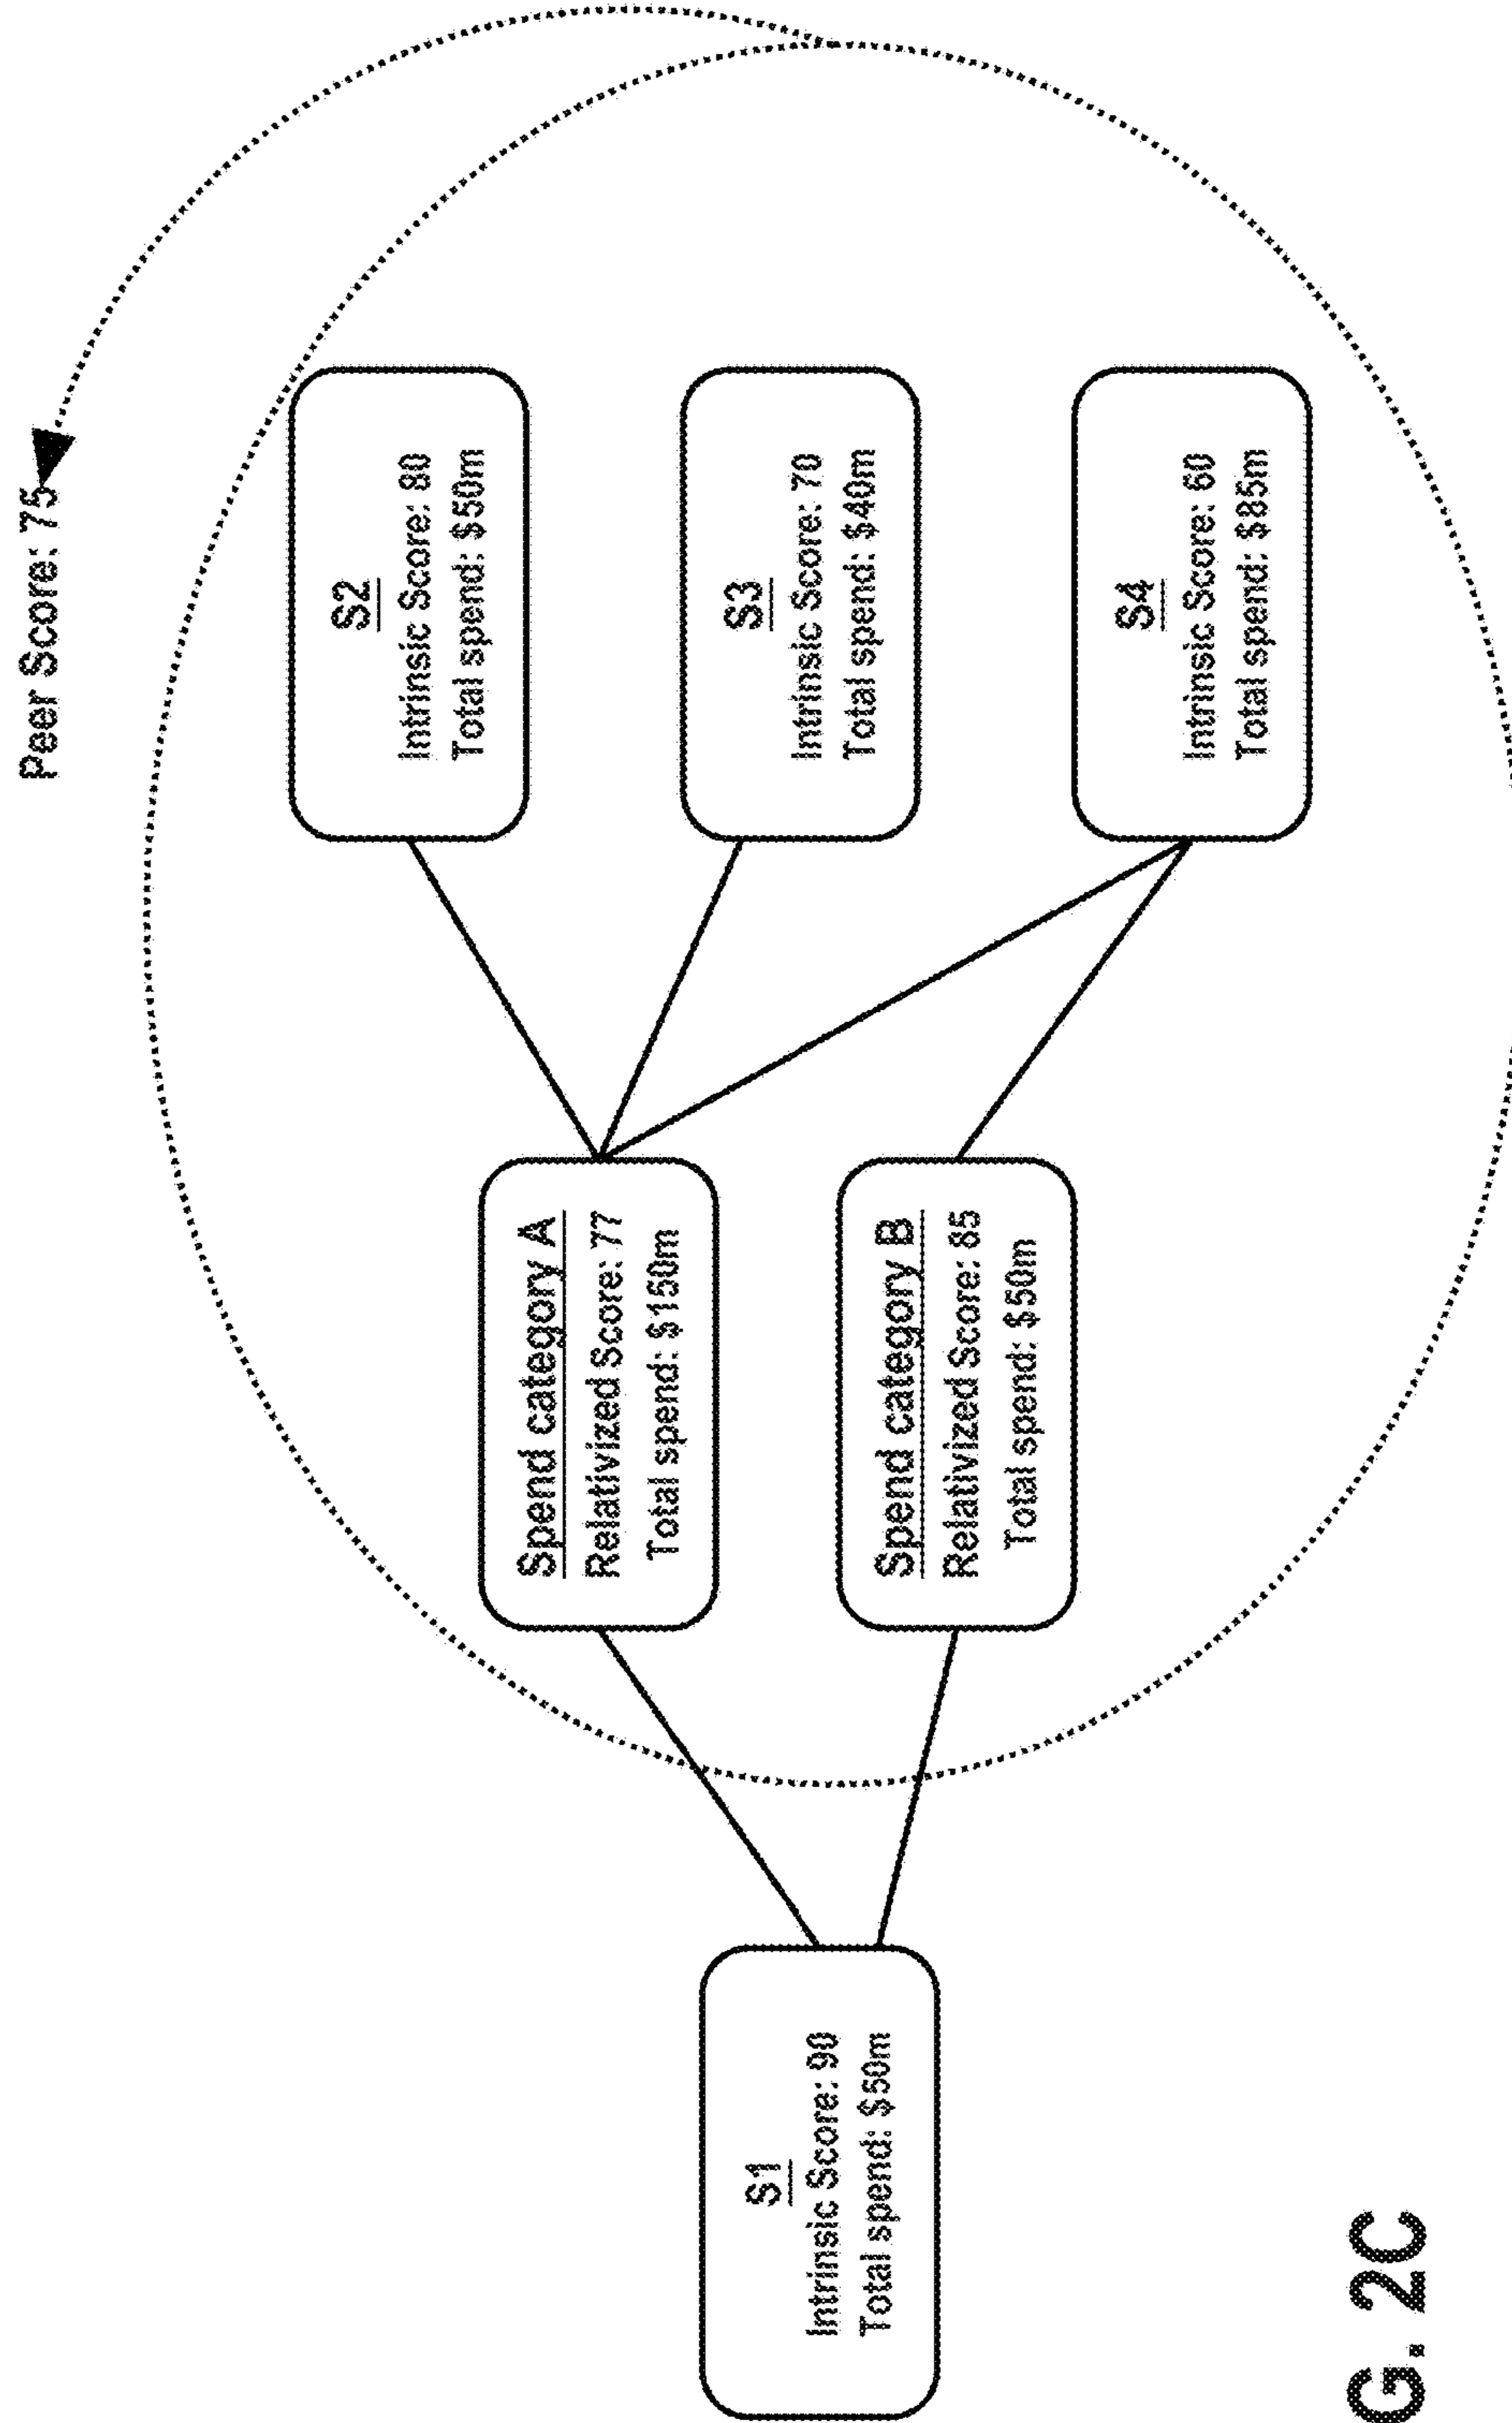 Peer Score: 75
S1
Intrinsic Score: 90
Total spend: $50m
Spend category A
Relativized Score: 77
Total spend: $150m
Spend category B
Relativized Score: 85
Total spend: $50m
S2
Intrinsic Score: 80
Total spend: $50m
S3
Intrinsic Score: 70
Total spend: $40m
S4
Intrinsic Score: 60
Total spend: $85m
G. 2C